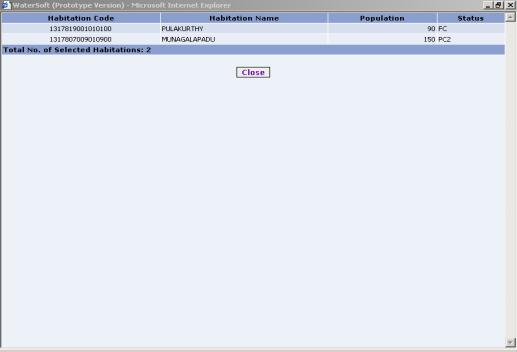 WaterSoft (Prototype Version) - Microsoft Internet Explorer
Habitation Code Habitation Name Population Status
1317819001010100 PULAKURTHY 90 FC
1317807009010900 MUNAGALAPADU 150 PC2
Total No. of Selected Habitations: 2
Close